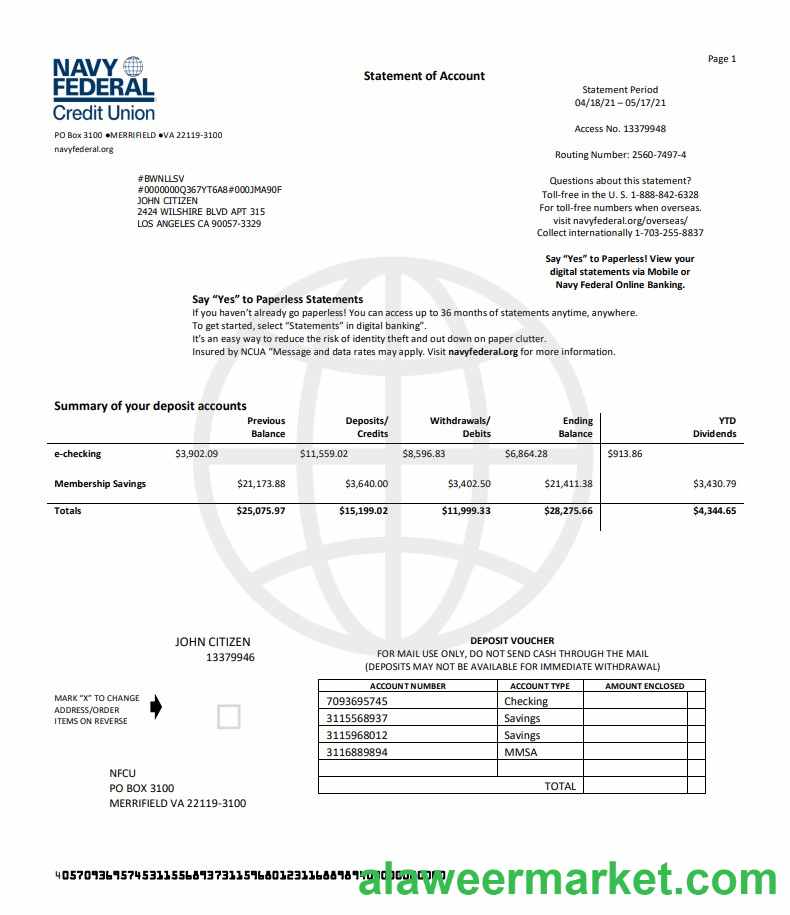 Page 1
NAVY
FEDERAL
Credit Union
Statement of Account
Statement Period
04/18/21 – 05/17/21
Access No. 13379948
Routing Number: 2560-7497-4
PO Box 3100 ●MERRIFIELD ●VA 22119-3100
navyfederal.org
Questions about this statement?
Toll-free in the U. S. 1-888-842-6328
For toll-free numbers when overseas.
visit navyfederal.org/overseas/
Collect internationally 1-703-255-8837
#BWNLLSV
#0000000Q367YT6A8#000JMA90F
JOHN CITIZEN
2424 WILSHIRE BLVD APT 315
LOS ANGELES CA 90057-3329
Say “Yes” to Paperless! View your
digital statements via Mobile or
Navy Federal Online Banking.
Say “Yes” to Paperless Statements
If you haven’t already go paperless! You can access up to 36 months of statements anytime, anywhere.
To get started, select “Statements” in digital banking”.
It’s an easy way to reduce the risk of identity theft and out down on paper clutter.
Insured by NCUA “Message and data rates may apply. Visit navyfederal.org for more information.
Summary of your deposit accounts
Previous Deposits/ Withdrawals/ Ending YTD
Balance Credits Debits Balance Dividends
e-checking $3,902.09 $11,559.02 $8,596.83 $6,864.28 $913.86
Membership Savings $21,173.88 $3,640.00 $3,402.50 $21,411.38 $3,430.79
Totals $25,075.97 $15,199.02 $11,999.33 $28,275.66 $4,344.65
JOHN CITIZEN
13379946
DEPOSIT VOUCHER
FOR MAIL USE ONLY, DO NOT SEND CASH THROUGH THE MAIL
(DEPOSITS MAY NOT BE AVAILABLE FOR IMMEDIATE WITHDRAWAL)
MARK “X” TO CHANGE
ADDRESS/ORDER
ITEMS ON REVERSE
ACCOUNT NUMBER ACCOUNT TYPE AMOUNT ENCLOSED
7093695745 Checking
3115568937 Savings
3115968012 Savings
3116889894 MMSA
TOTAL
NFCU
PO BOX 3100
MERRIFIELD VA 22119-3100
alaweermarket.com